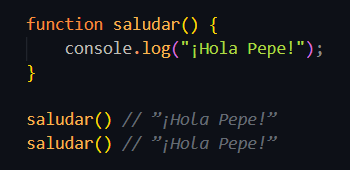 function saludar() {
    console.log("¡Hola Pepe!");
}
saludar() // ”¡Hola Pepe!”
saludar() // ”¡Hola Pepe!”